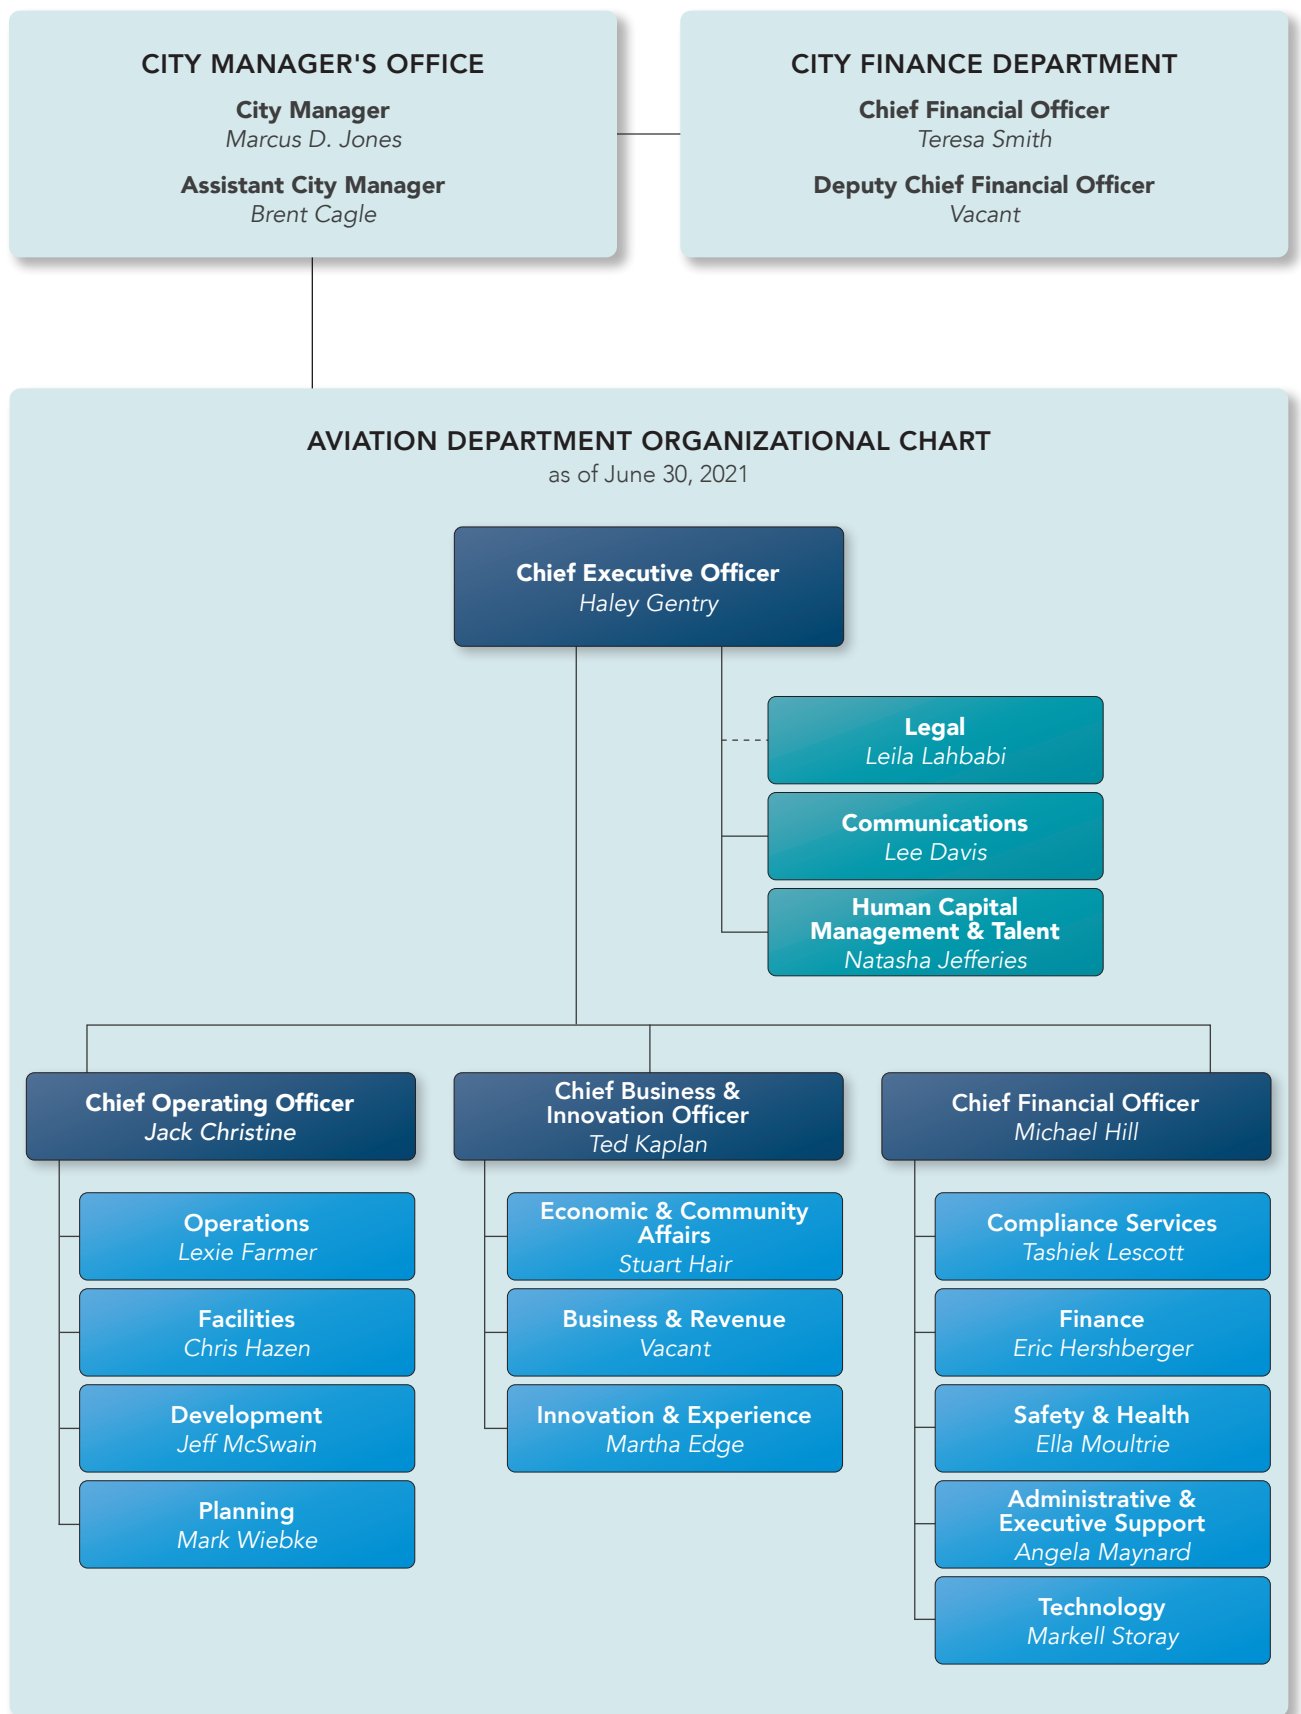 CITY MANAGER'S OFFICE
City Manager
Marcus D. Jones
Assistant City Manager
Brent Cagle
CITY FINANCE DEPARTMENT
Chief Financial Officer
Teresa Smith
Deputy Chief Financial Officer
Vacant
AVIATION DEPARTMENT ORGANIZATIONAL CHART
as of June 30, 2021
Chief Executive Officer
Haley Gentry
Legal
Leila Lahbabi
Communications
Lee Davis
Human Capital
Management & Talent
Natasha Jefferies
Chief Operating Officer
Jack Christine
Operations
Lexie Farmer
Facilities
Chris Hazen
Development
Jeff McSwain
Planning
Mark Wiebke
Chief Business &
Innovation Officer
Ted Kaplan
Economic & Community
Affairs
Stuart Hair
Business & Revenue
Vacant
Innovation & Experience
Martha Edge
Chief Financial Officer
Michael Hill
Compliance Services
Tashiek Lescott
Finance
Eric Hershberger
Safety & Health
Ella Moultrie
Administrative &
Executive Support
Angela Maynard
Technology
Markell Storay